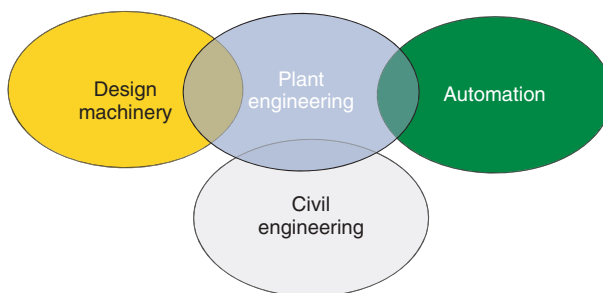 Design
machinery
Plant
engineering
Automation
Civil
engineering